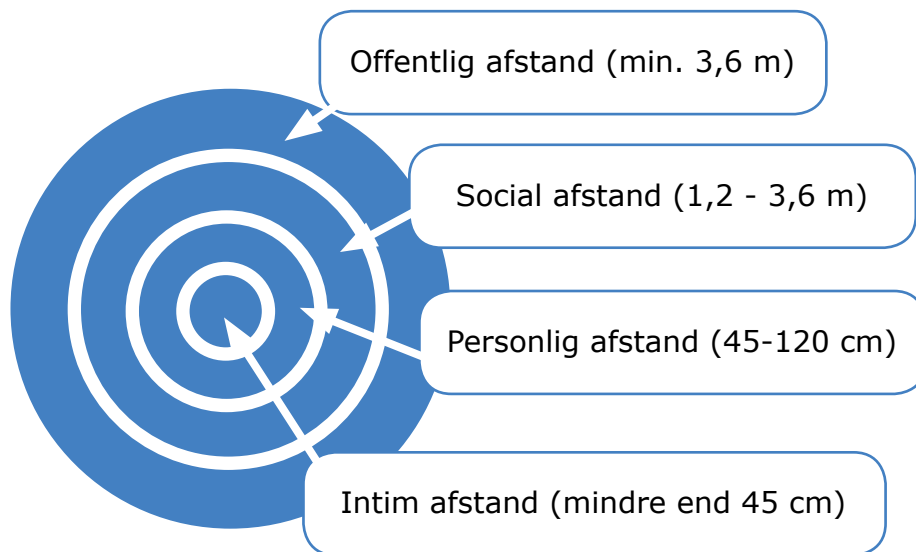 Offentlig afstand (min. 3,6 m)
Social afstand (1,2 - 3,6 m)
Personlig afstand (45-120 cm)
Intim afstand (mindre end 45 cm)